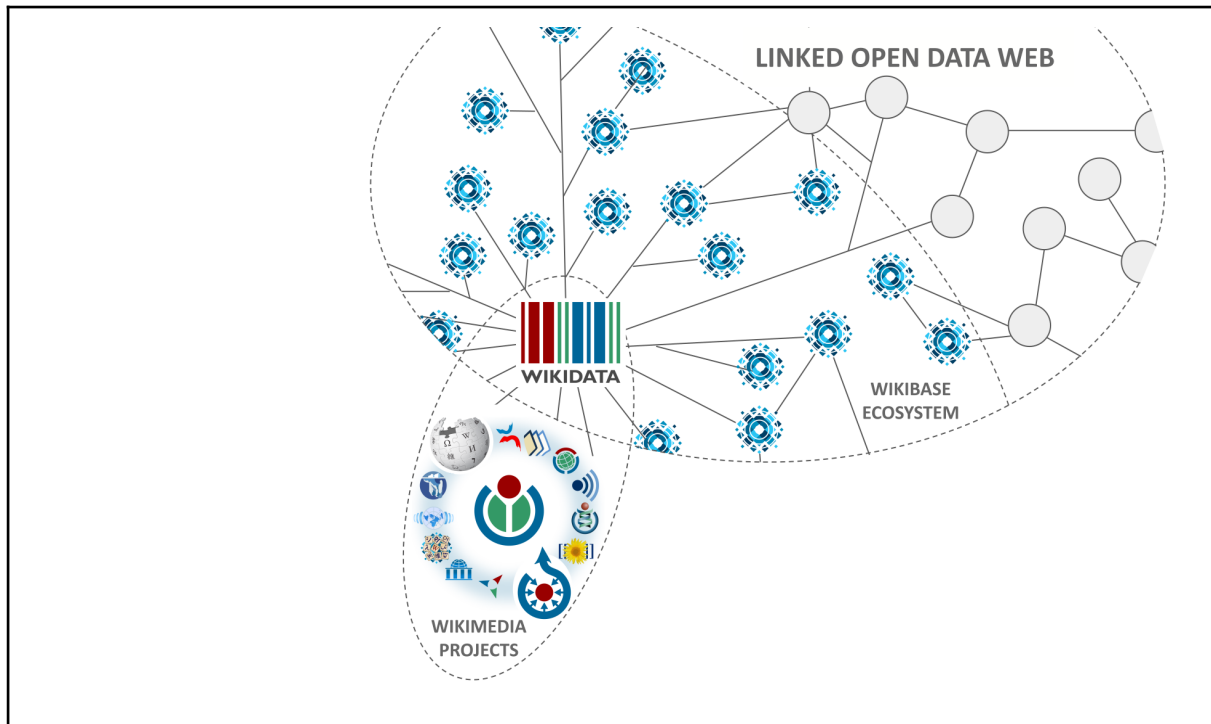 LINKED OPEN DATA WEB
WIKIDATA
WIKIBASE
ECOSYSTEM
WIKIMEDIA
PROJECTS